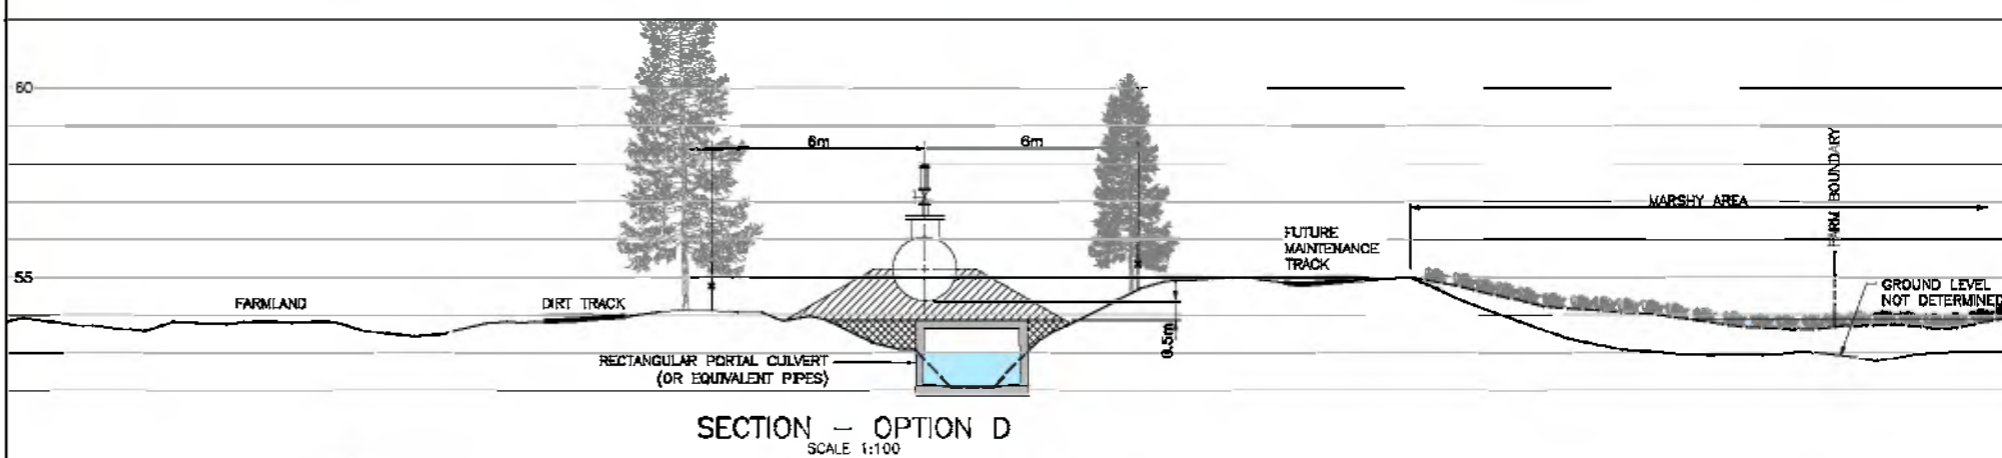 60
6m
6m
FARM BOUNDARY
MARSHY AREA
FUTURE
MAINTENANCE
TRACK
55
GROUND LEVEL
NOT DETERMINED
FARMLAND
DIRT TRACK
0.5m
RECTANGULAR PORTAL CULVERT
(OR EQUIVALENT PIPES)
SECTION – OPTION D
SCALE 1:100